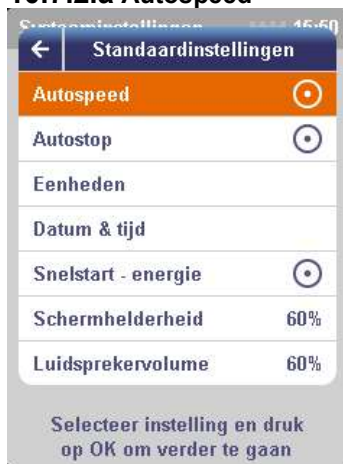 Standaardinstellingen
Autospeed
Autostop
Eenheden
Datum & tijd
Snelstart - energie
Schermhelderheid 60%
Luidsprekervolume 60%
Selecteer instelling en druk
op OK om verder te gaan